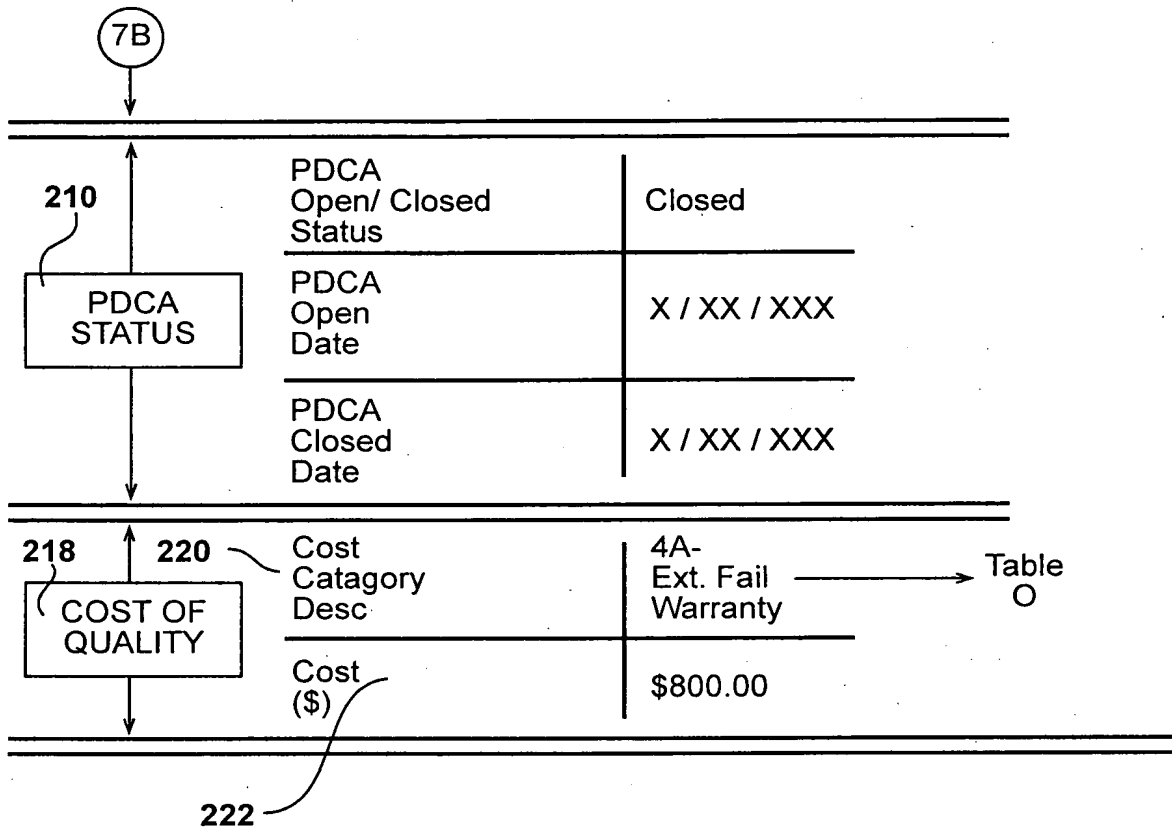 7B
210
PDCA
STATUS
PDCA
Open/ Closed
Status
Closed
PDCA
Open
Date
X / XX / XXX
PDCA
Closed
Date
X / XX / XXX
218
COST OF
QUALITY
220
Cost
Catagory
Desc
4A-
Ext. Fail
Warranty
Table
O
Cost
($)
$800.00
222